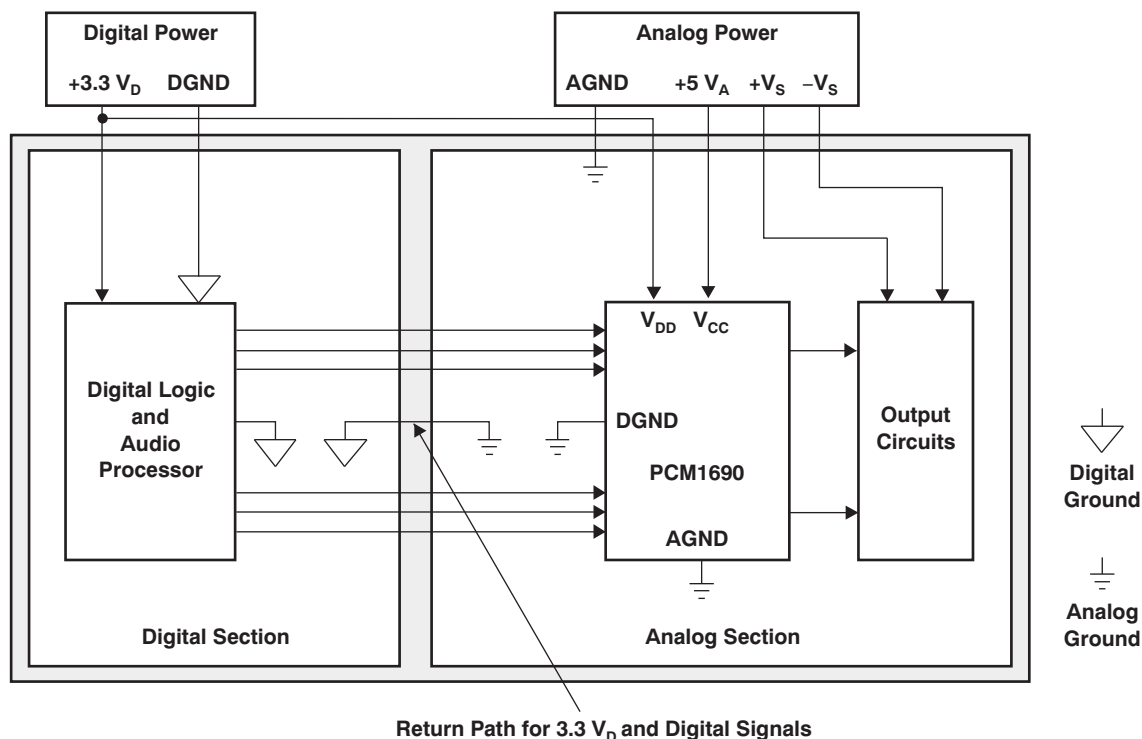 Digital Power
+3.3 V_D DGND
Analog Power
AGND +5 V_A +V_S –V_S
V_DD V_CC
Digital Logic
and
Audio
Processor
DGND
PCM1690
AGND
Output
Circuits
Digital
Ground
Analog
Ground
Digital Section
Analog Section
Return Path for 3.3 V_D and Digital Signals